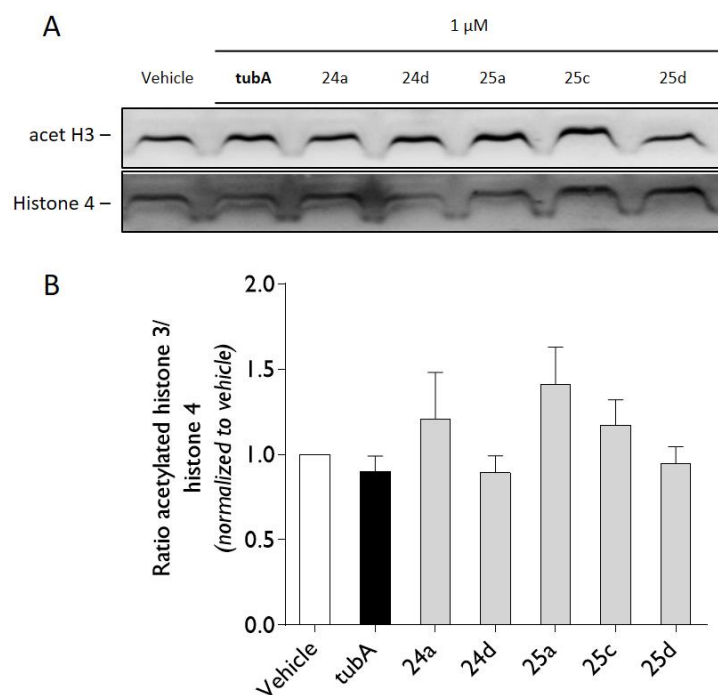 A
1 µM
Vehicle tubA 24a 24d 25a 25c 25d
acet H3 –
Histone 4 –
B
Ratio acetylated histone 3/
histone 4
(normalized to vehicle)
2.0
1.5
1.0
0.5
0.0
Vehicle tubA 24a 24d 25a 25c 25d